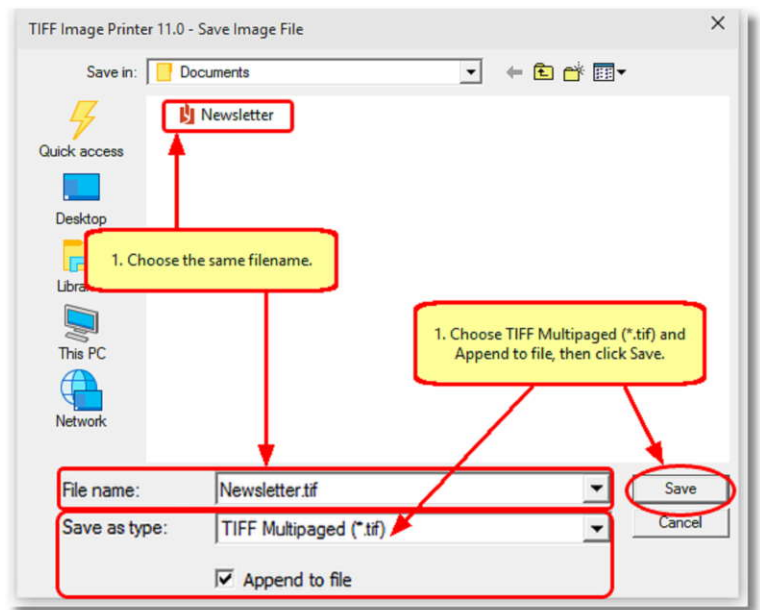 TIFF Image Printer 11.0 - Save Image File
Save in:
Documents
Newsletter
Quick access
Desktop
1. Choose the same filename.
This PC
1. Choose TIFF Multipaged (*.tif) and
Append to file, then click Save.
Network
File name:
Newsletter.tif
Save
Save as type:
TIFF Multipaged (*.tif)
Cancel
Append to file